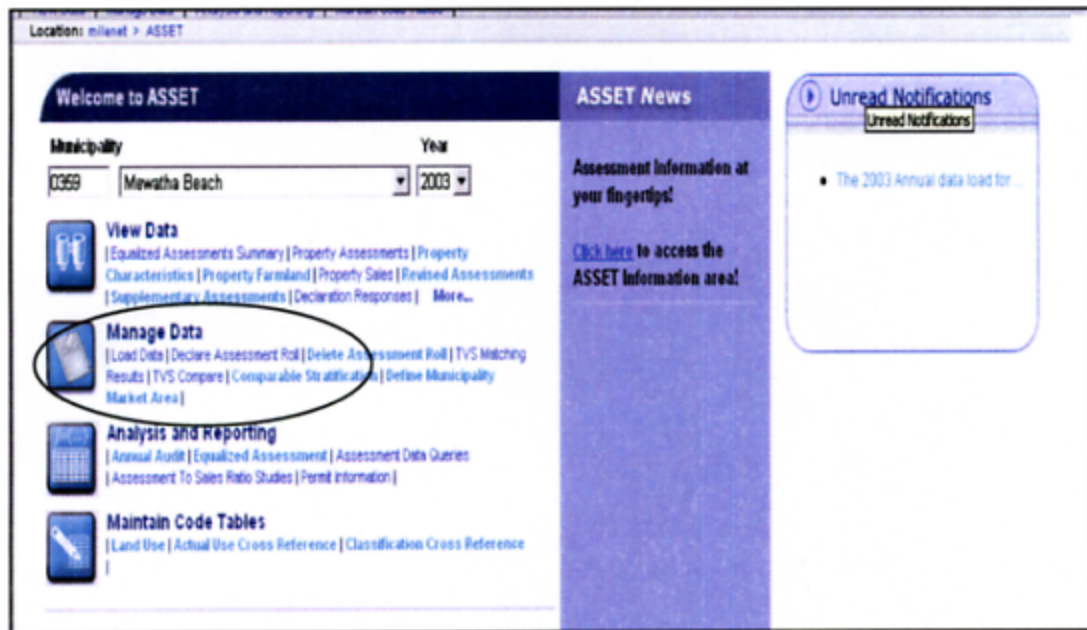 Location: milenet > ASSET
Welcome to ASSET
Municipality Year
0359 Mewatha Beach 2003
View Data
| Equalized Assessments Summary | Property Assessments | Property
Characteristics | Property Farmland | Property Sales | Revised Assessments
| Supplementary Assessments | Declaration Responses | More...
Manage Data
| Load Data | Declare Assessment Roll | Delete Assessment Roll | TVS Matching
Results | TVS Compare | Comparable Stratification | Define Municipality
Market Area |
Analysis and Reporting
| Annual Audit | Equalized Assessment | Assessment Data Queries
| Assessment To Sales Ratio Studies | Permit Information |
Maintain Code Tables
| Land Use | Actual Use Cross Reference | Classification Cross Reference
|
ASSET News
Assessment information at
your fingertips!
Click here to access the
ASSET Information area!
Unread Notifications
Unread Notifications
• The 2003 Annual data load for ...